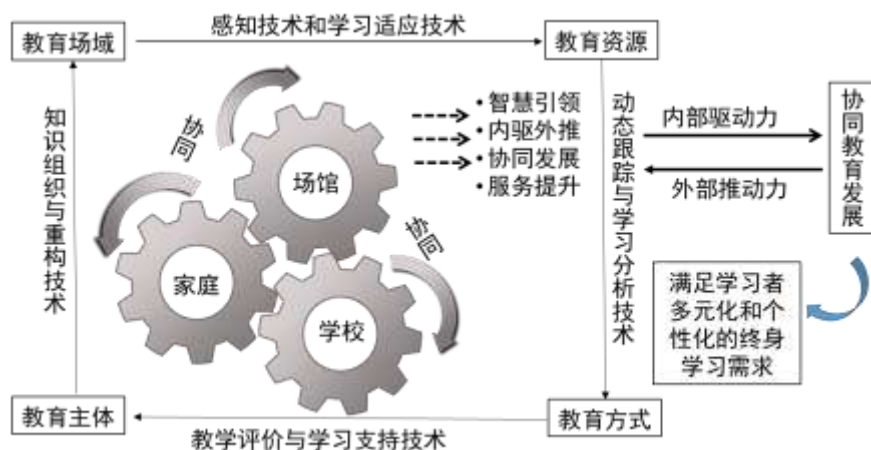 感知技术和学习适应技术
教育场域
教育资源
知识组织与重构技术
协同
场馆
家庭
学校
协同
•智慧引领
•内驱外推
•协同发展
•服务提升
动态跟踪与学习分析技术
内部驱动力
外部推动力
协同教育发展
满足学习者
多元化和个
性化的终身
学习需求
教育主体
教育方式
教学评价与学习支持技术